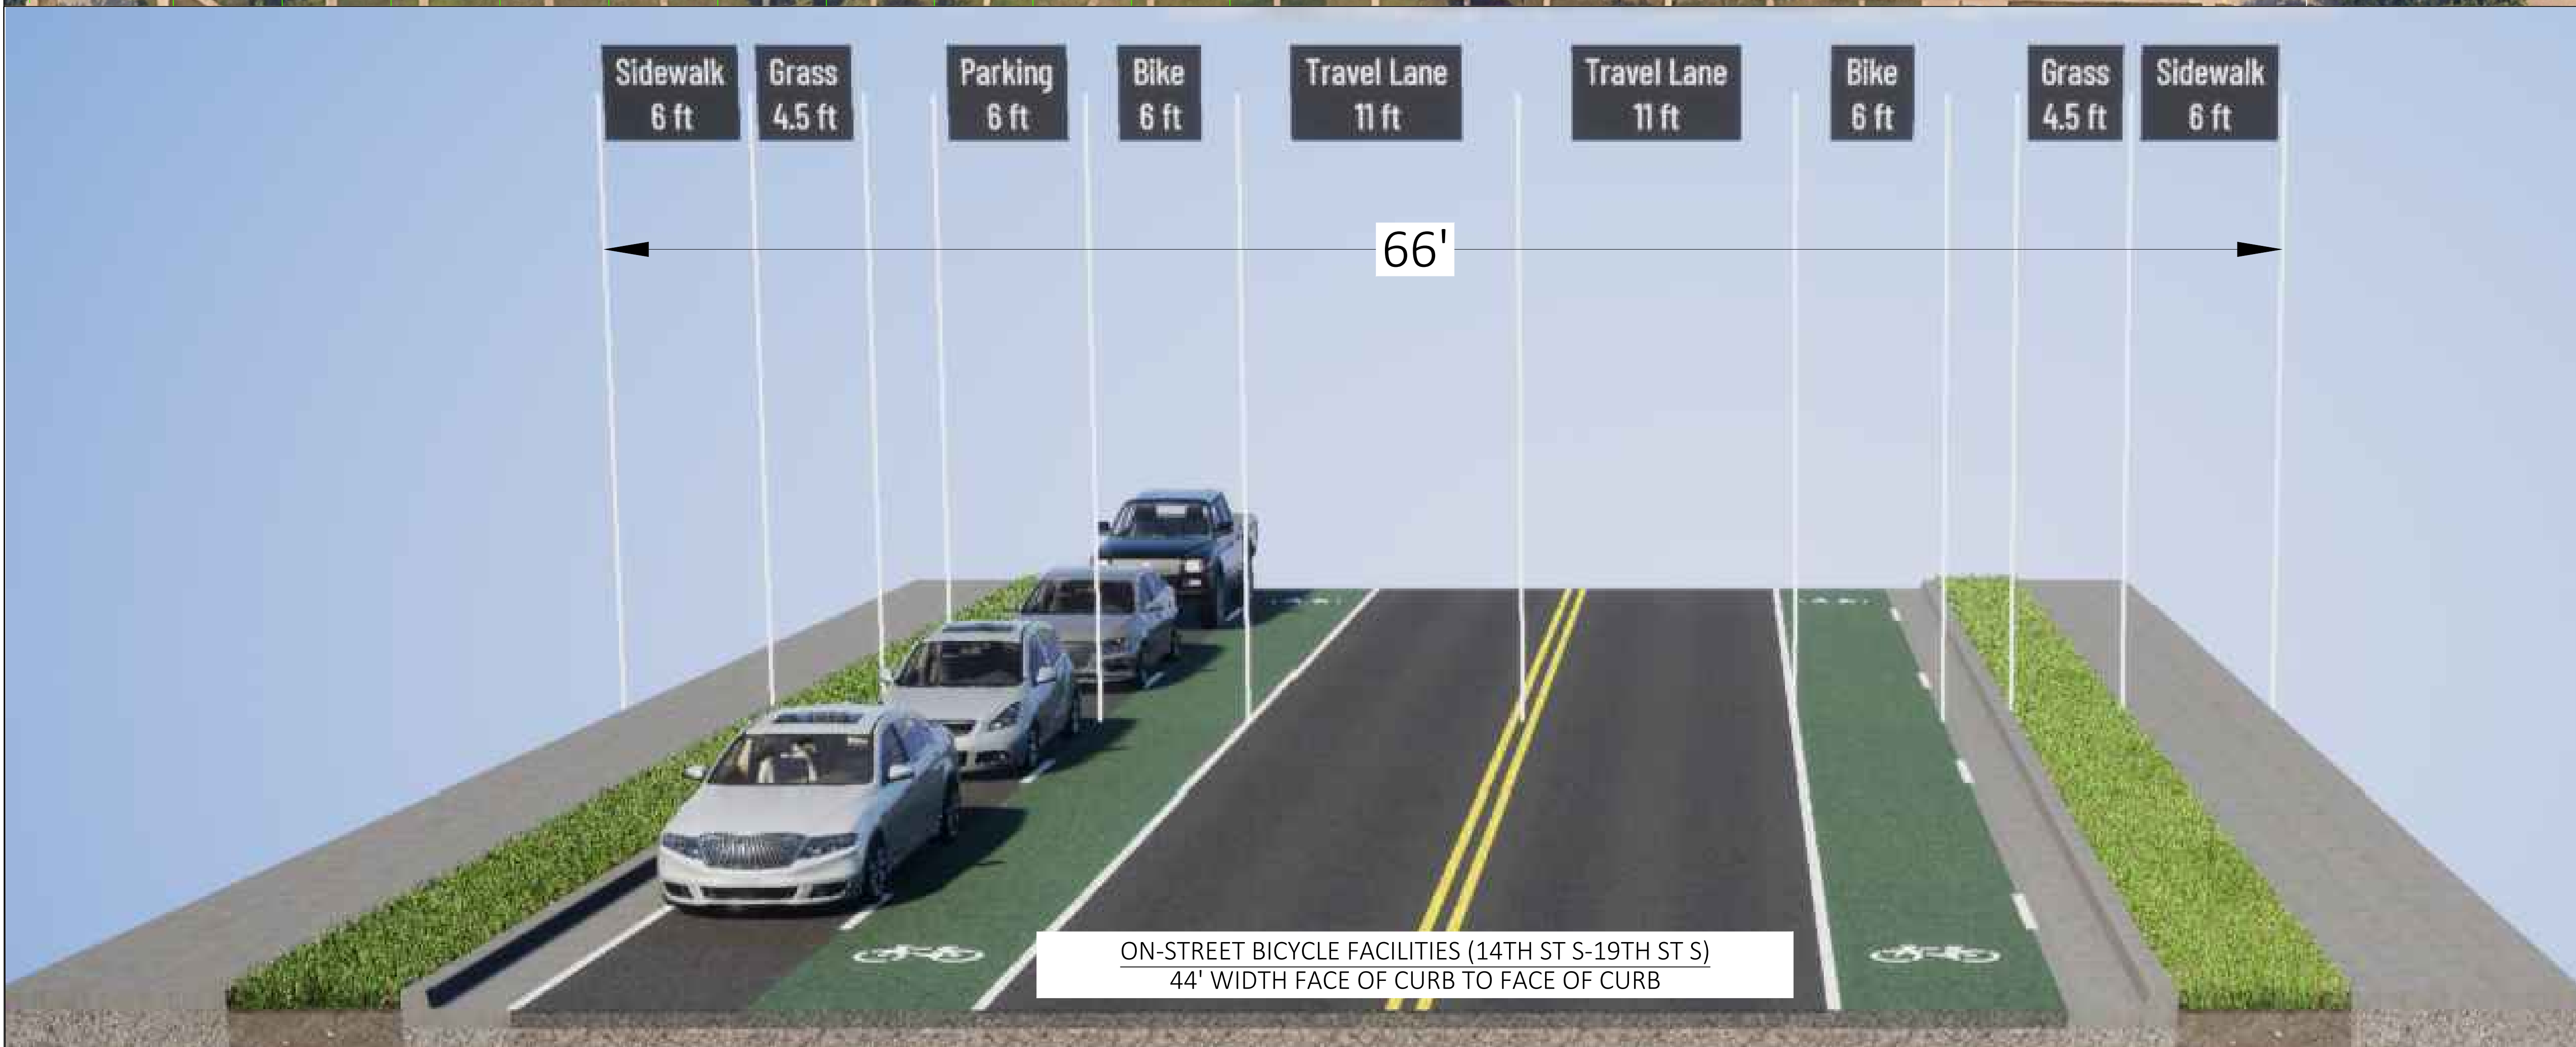 Sidewalk
6 ft
Grass
4.5 ft
Parking
6 ft
Bike
6 ft
Travel Lane
11 ft
Travel Lane
11 ft
Bike
6 ft
Grass
4.5 ft
Sidewalk
6 ft
66'
ON-STREET BICYCLE FACILITIES (14TH ST S-19TH ST S)
44' WIDTH FACE OF CURB TO FACE OF CURB